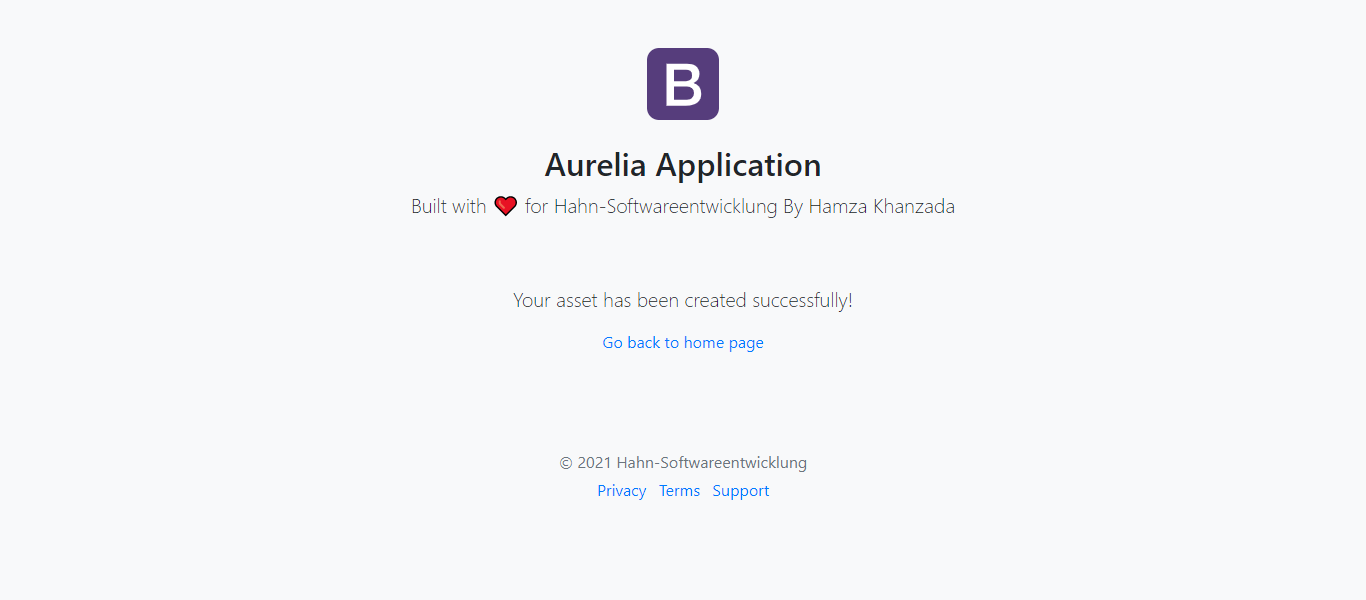 B
Aurelia Application
Built with ❤ for Hahn-Softwareentwicklung By Hamza Khanzada
Your asset has been created successfully!
Go back to home page
© 2021 Hahn-Softwareentwicklung
Privacy Terms Support